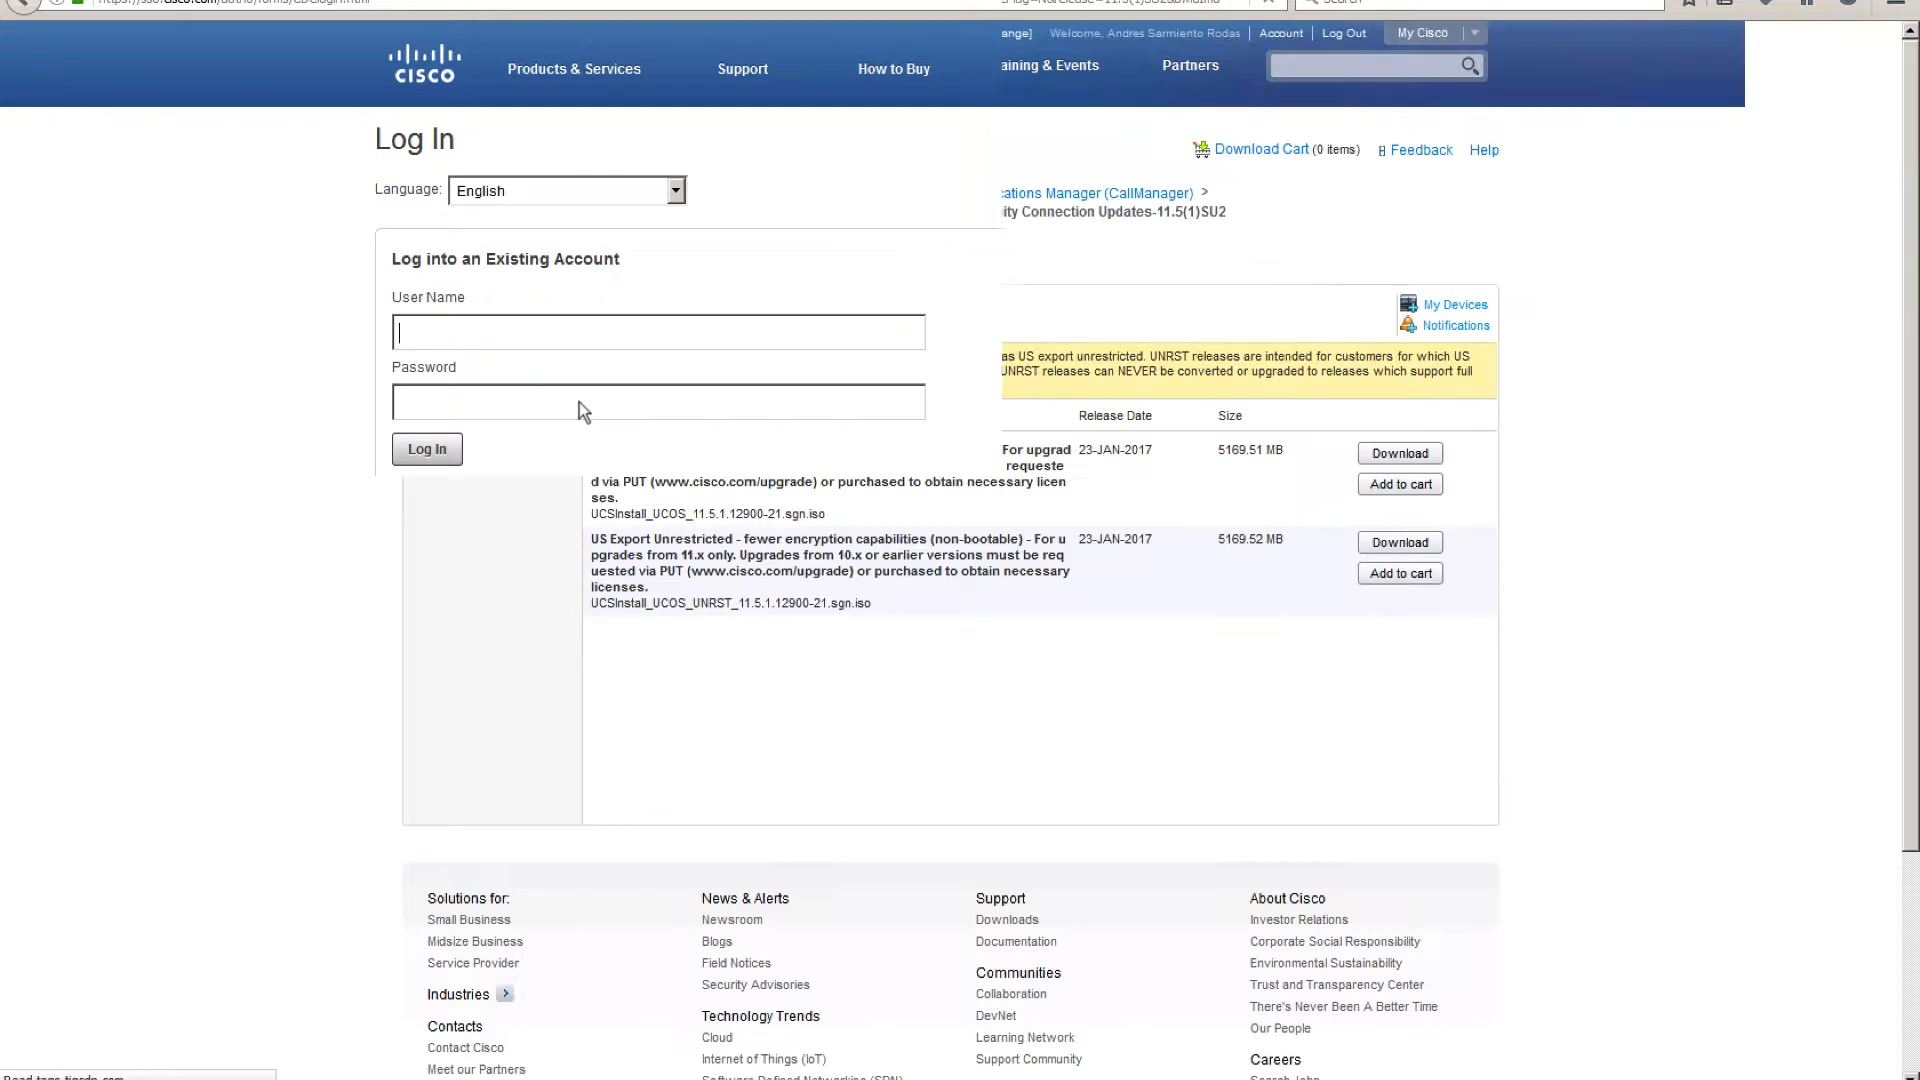 ange] Welcome, Andres Sarmiento Rodas Account Log Out My Cisco
CISCO Products & Services Support How to Buy aining & Events Partners
Log In
Download Cart (0 items) Feedback Help
Language: English
cations Manager (CallManager) >
ity Connection Updates-11.5(1)SU2
Log into an Existing Account
User Name
My Devices
Notifications
as US export unrestricted. UNRST releases are intended for customers for which US
UNRST releases can NEVER be converted or upgraded to releases which support full
Password
Release Date Size
Log In
For upgrad 23-JAN-2017 5169.51 MB Download
requeste
d via PUT (www.cisco.com/upgrade) or purchased to obtain necessary licen
ses.
Add to cart
UCSInstall_UCOS_11.5.1.12900-21.sgn.iso
US Export Unrestricted - fewer encryption capabilities (non-bootable) - For u 23-JAN-2017 5169.52 MB Download
pgrades from 11.x only. Upgrades from 10.x or earlier versions must be req
uested via PUT (www.cisco.com/upgrade) or purchased to obtain necessary
licenses.
Add to cart
UCSInstall_UCOS_UNRST_11.5.1.12900-21.sgn.iso
Solutions for:
Small Business
Midsize Business
Service Provider
Industries
Contacts
Contact Cisco
Meet our Partners
News & Alerts
Newsroom
Blogs
Field Notices
Security Advisories
Technology Trends
Cloud
Internet of Things (IoT)
Software Defined Networking (SDN)
Support
Downloads
Documentation
Communities
Collaboration
DevNet
Learning Network
Support Community
About Cisco
Investor Relations
Corporate Social Responsibility
Environmental Sustainability
Trust and Transparency Center
There's Never Been A Better Time
Our People
Careers
Search Jobs